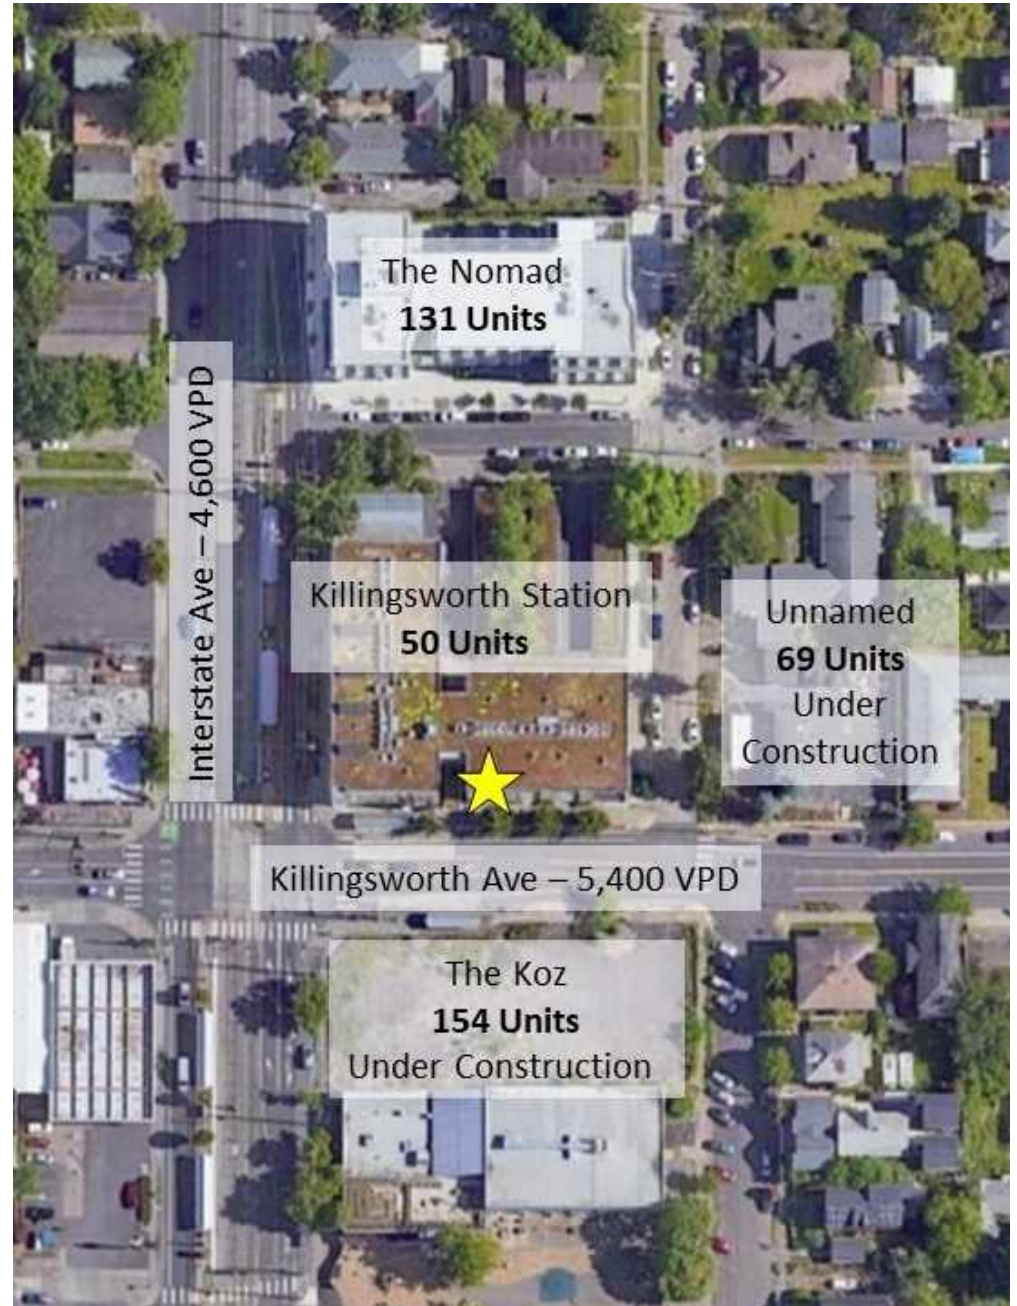 The Nomad
131 Units
Interstate Ave – 4,600 VPD
Killingsworth Station
50 Units
Unnamed
69 Units
Under
Construction
Killingsworth Ave – 5,400 VPD
The Koz
154 Units
Under Construction